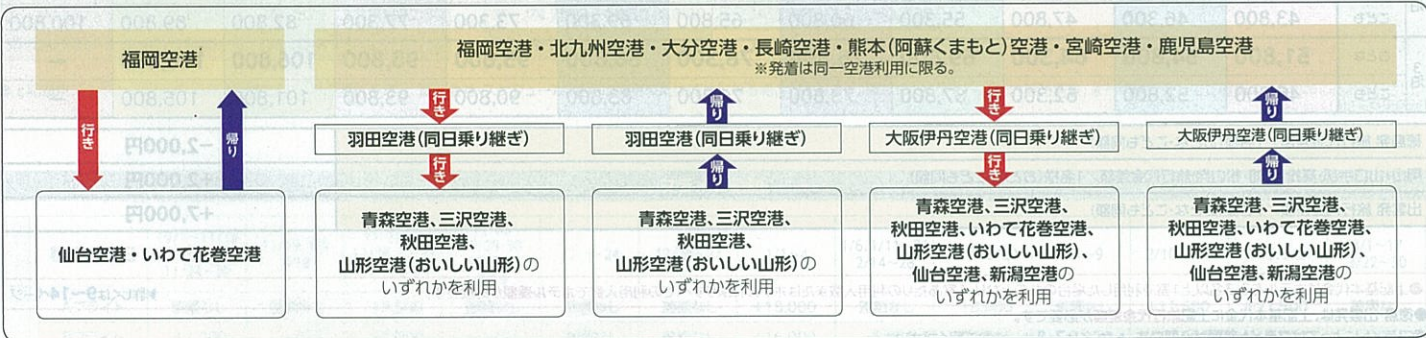 福岡空港
福岡空港・北九州空港・大分空港・長崎空港・熊本(阿蘇くまもと)空港・宮崎空港・鹿児島空港
※発着は同一空港利用に限る。
行き
帰り
行き
帰り
行き
帰り
羽田空港(同日乗り継ぎ)
羽田空港(同日乗り継ぎ)
大阪伊丹空港(同日乗り継ぎ)
大阪伊丹空港(同日乗り継ぎ)
行き
帰り
行き
帰り
仙台空港・いわて花巻空港
青森空港、三沢空港、
秋田空港、
山形空港(おいしい山形)の
いずれかを利用
青森空港、三沢空港、
秋田空港、
山形空港(おいしい山形)の
いずれかを利用
青森空港、三沢空港、
秋田空港、いわて花巻空港、
山形空港(おいしい山形)、
仙台空港、新潟空港の
いずれかを利用
青森空港、三沢空港、
秋田空港、いわて花巻空港、
山形空港(おいしい山形)、
仙台空港、新潟空港の
いずれかを利用